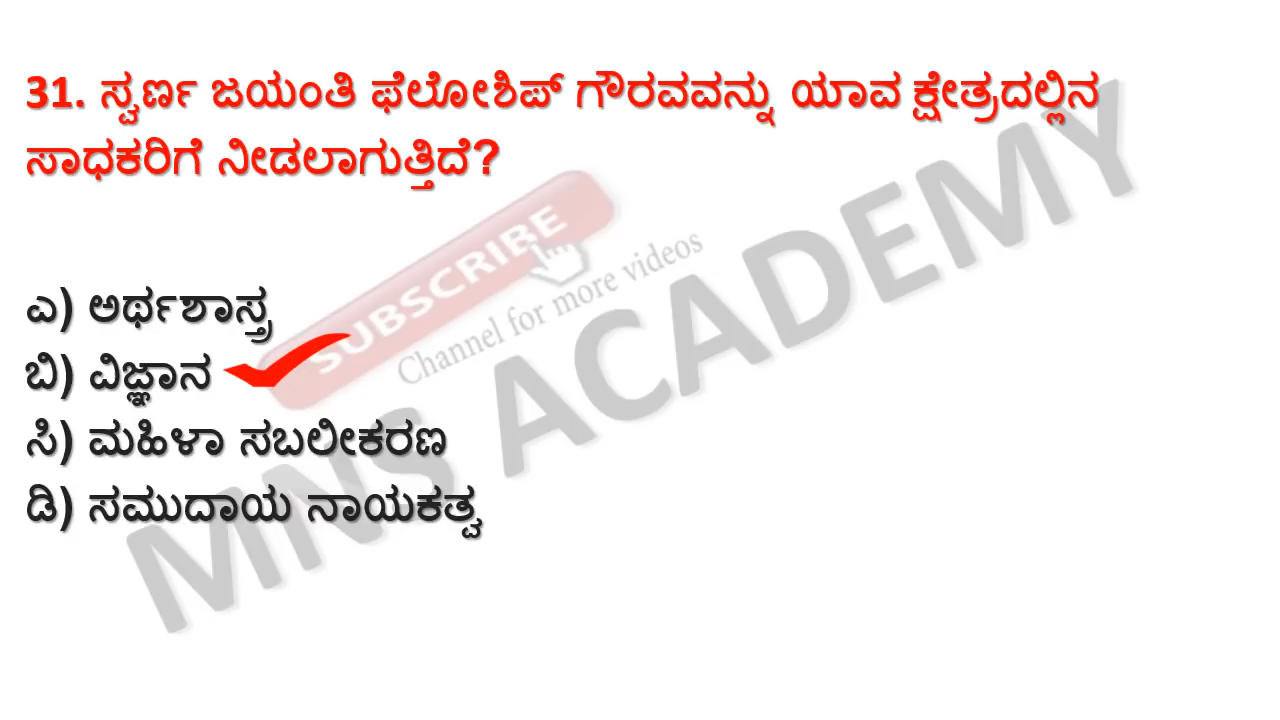 31. ಸ್ವರ್ಣ ಜಯಂತಿ ಫೆಲೋಶಿಪ್ ಗೌರವವನ್ನು ಯಾವ ಕ್ಷೇತ್ರದಲ್ಲಿನ
ಸಾಧಕರಿಗೆ ನೀಡಲಾಗುತ್ತಿದೆ?
SUBSCRIBE
Channel for more videos
MNS ACADEMY
ಎ) ಅರ್ಥಶಾಸ್ತ್ರ
ಬಿ) ವಿಜ್ಞಾನ
ಸಿ) ಮಹಿಳಾ ಸಬಲೀಕರಣ
ಡಿ) ಸಮುದಾಯ ನಾಯಕತ್ವ